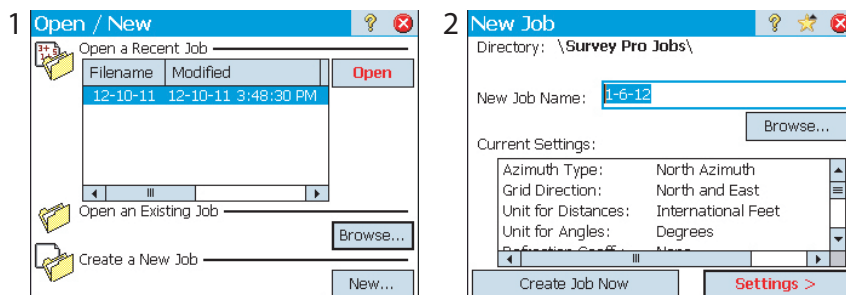 1
Open / New
Open a Recent Job
Filename Modified
Open
12-10-11 12-10-11 3:48:30 PM
Open an Existing Job
Browse...
Create a New Job
New...
2
New Job
Directory: \Survey Pro Jobs\
New Job Name: 1-6-12
Browse...
Current Settings:
Azimuth Type: North Azimuth
Grid Direction: North and East
Unit for Distances: International Feet
Unit for Angles: Degrees
Create Job Now
Settings >